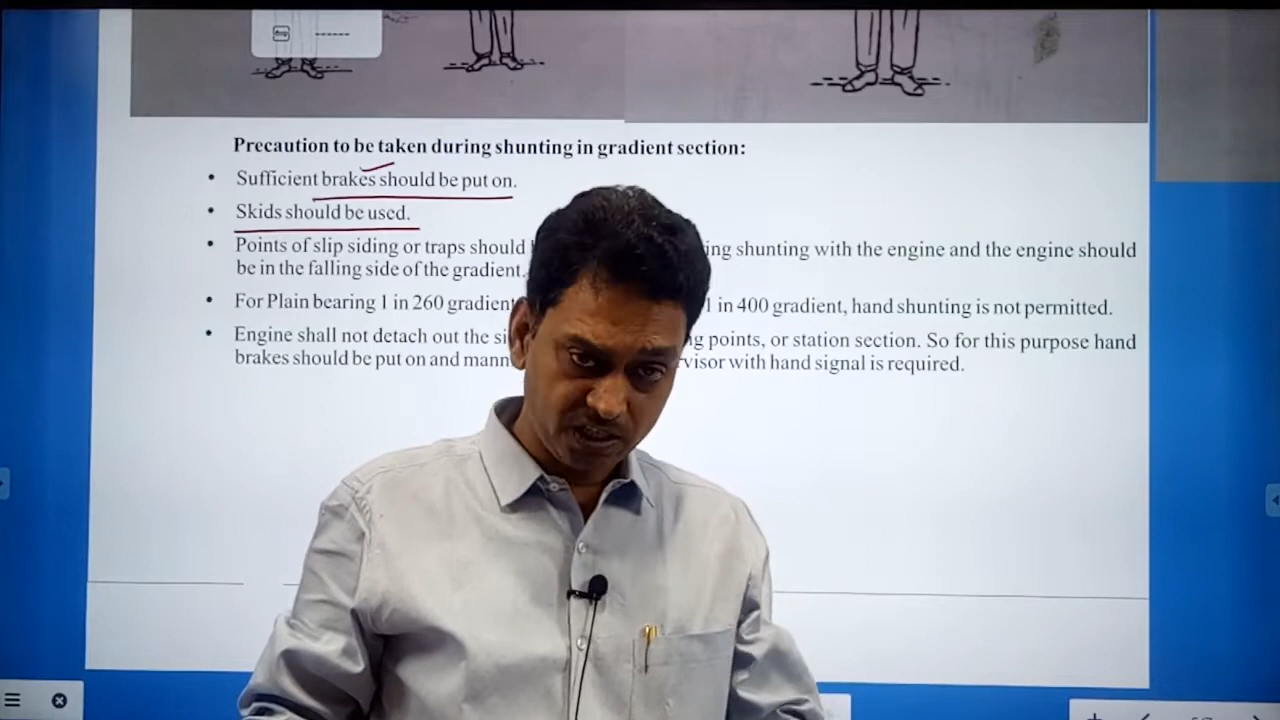 Precaution to be taken during shunting in gradient section:
• Sufficient brakes should be put on.
• Skids should be used.
• Points of slip siding or traps should ing shunting with the engine and the engine should
be in the falling side of the gradient.
• For Plain bearing 1 in 260 gradient 1 in 400 gradient, hand shunting is not permitted.
• Engine shall not detach out the points, or station section. So for this purpose hand
brakes should be put on and with hand signal is required.